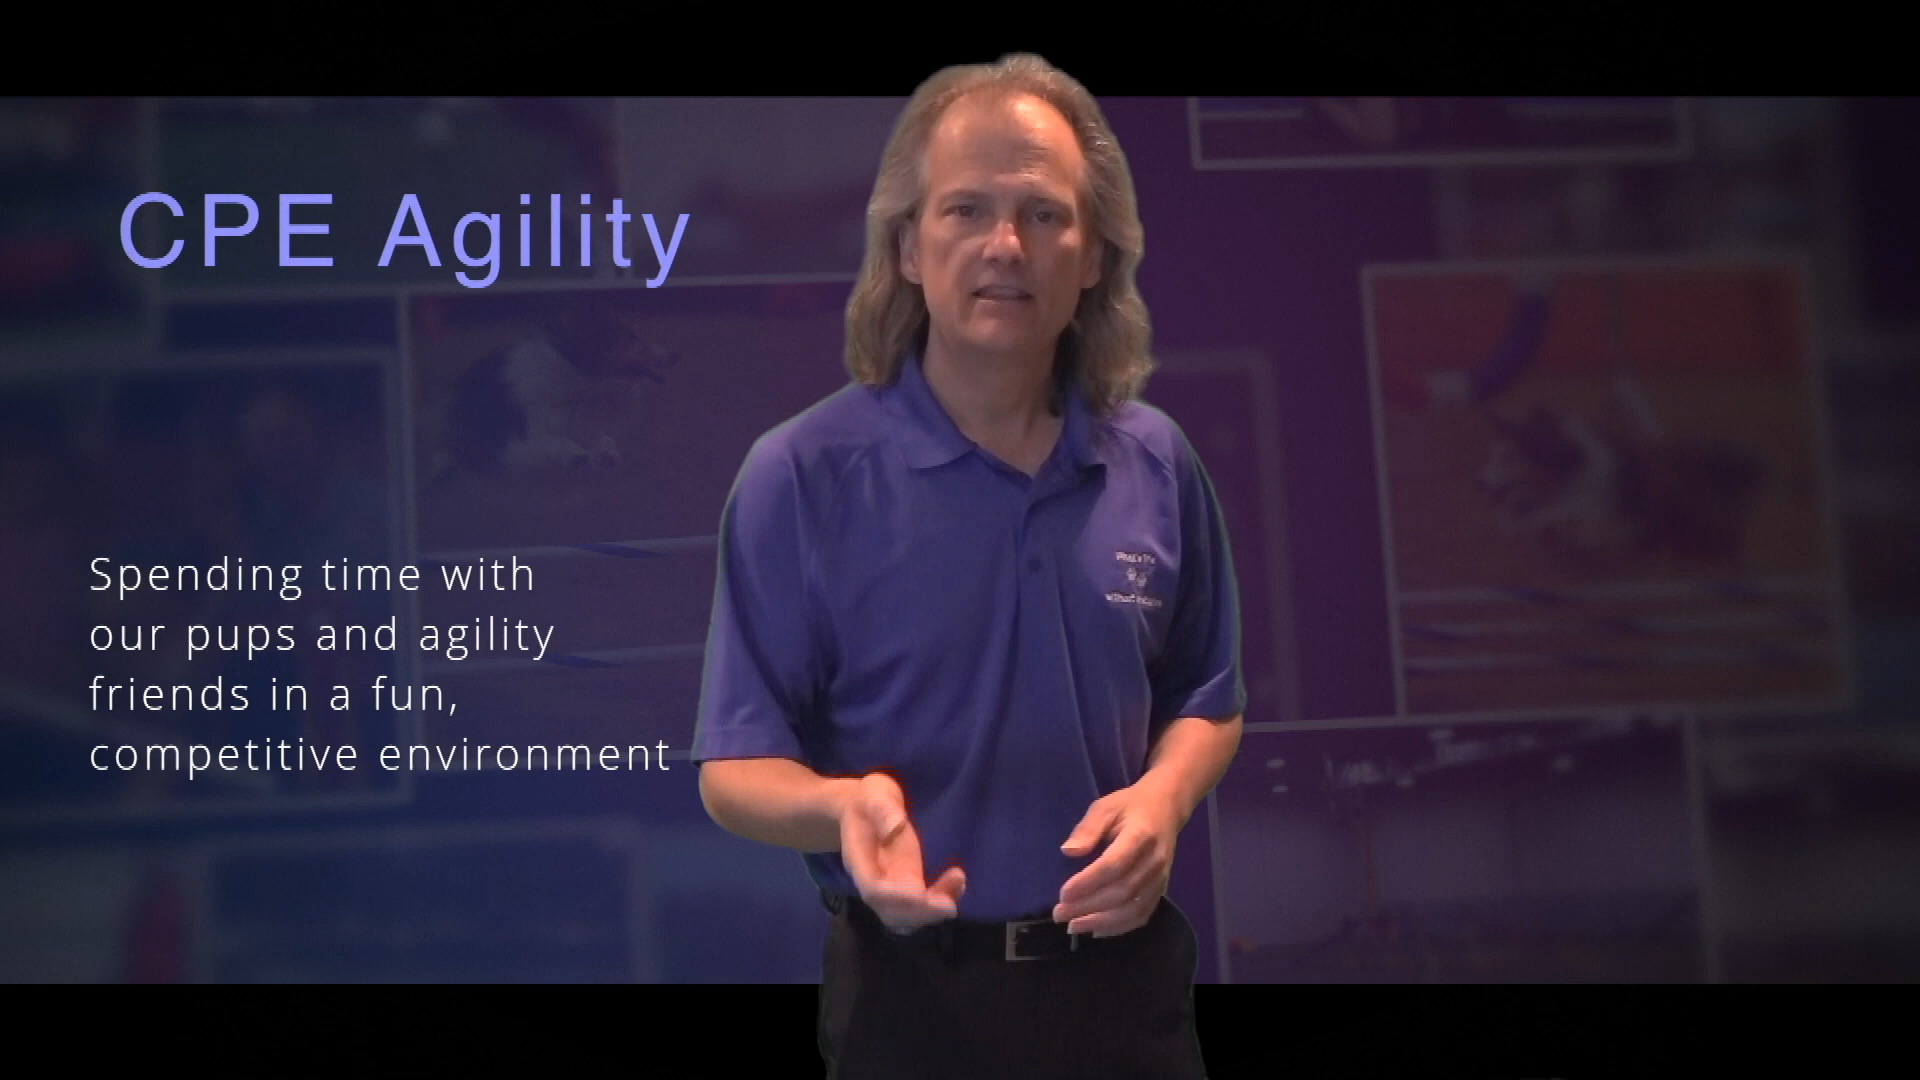 CPE Agility
Spending time with
our pups and agility
friends in a fun,
competitive environment